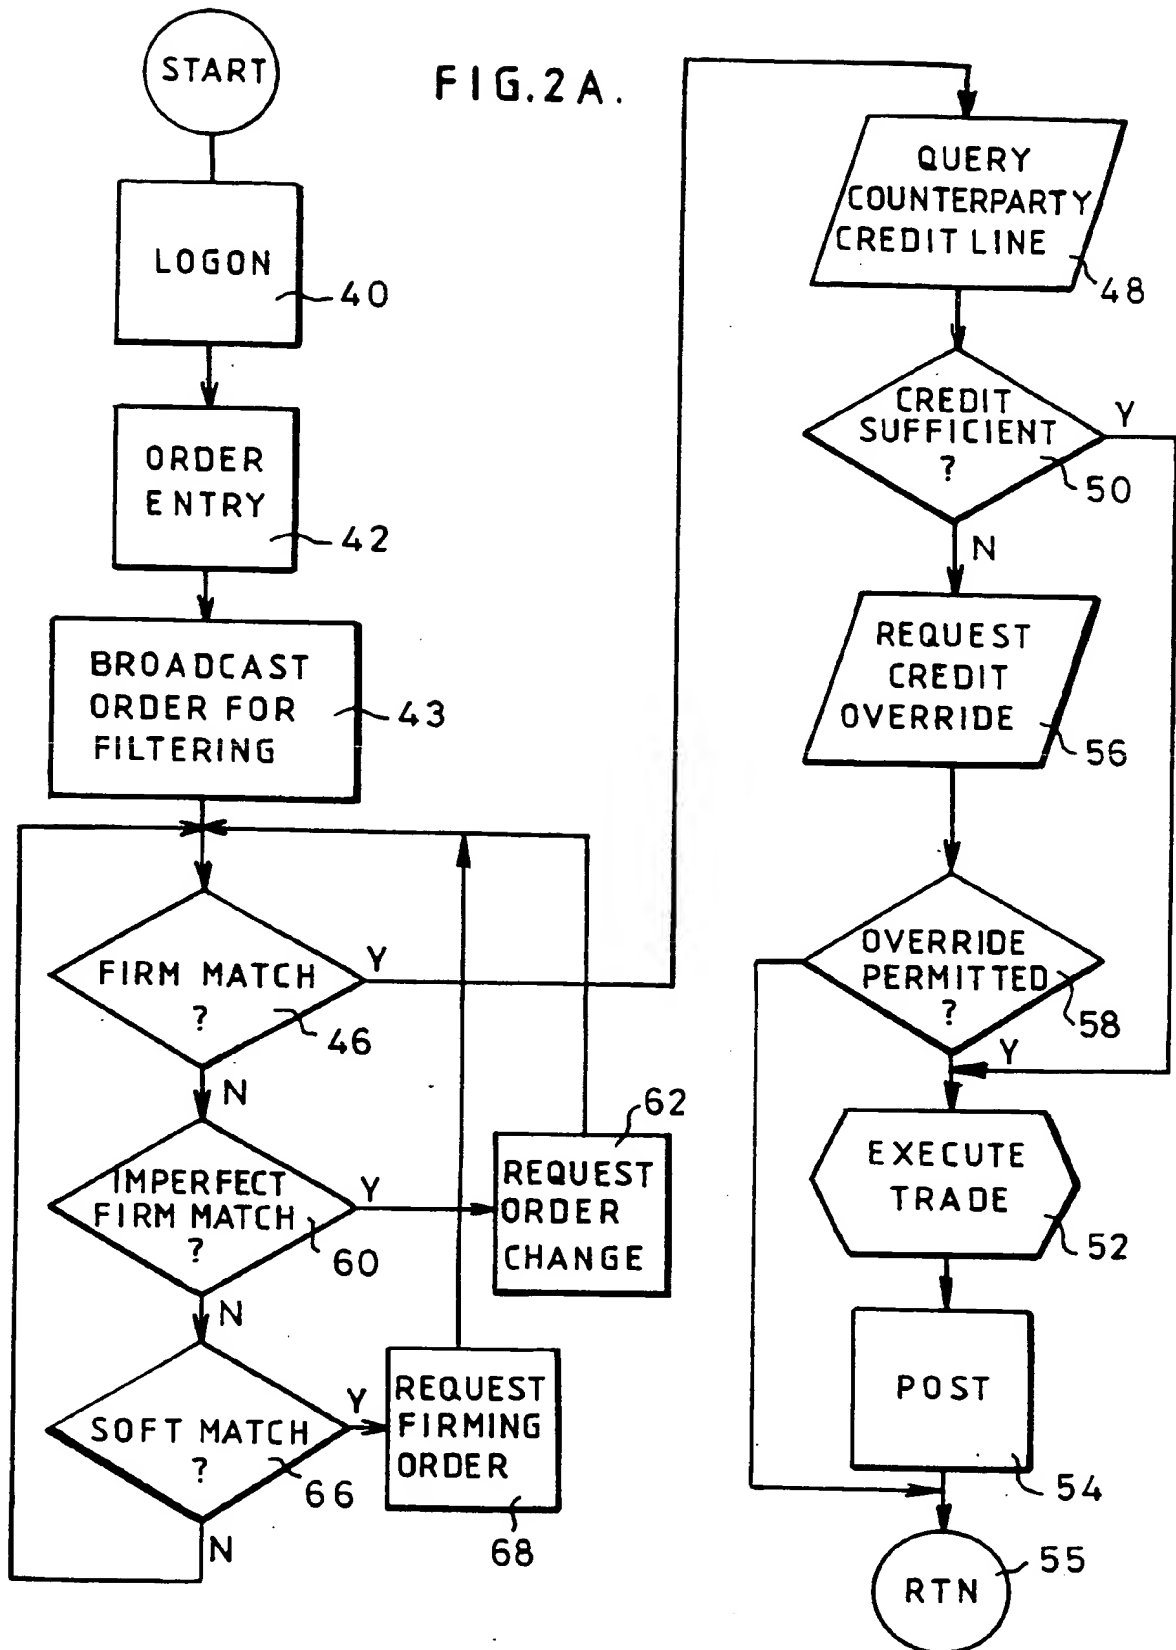 START
FIG.2A.
LOGON
40
ORDER
ENTRY
42
BROADCAST
ORDER FOR
FILTERING
43
FIRM MATCH
?
46
Y
N
IMPERFECT
FIRM MATCH
?
60
Y
N
REQUEST
ORDER
CHANGE
62
SOFT MATCH
?
66
Y
N
REQUEST
FIRMING
ORDER
68
QUERY
COUNTERPARTY
CREDIT LINE
48
CREDIT
SUFFICIENT
?
50
Y
N
REQUEST
CREDIT
OVERRIDE
56
OVERRIDE
PERMITTED
?
58
Y
EXECUTE
TRADE
52
POST
54
RTN
55